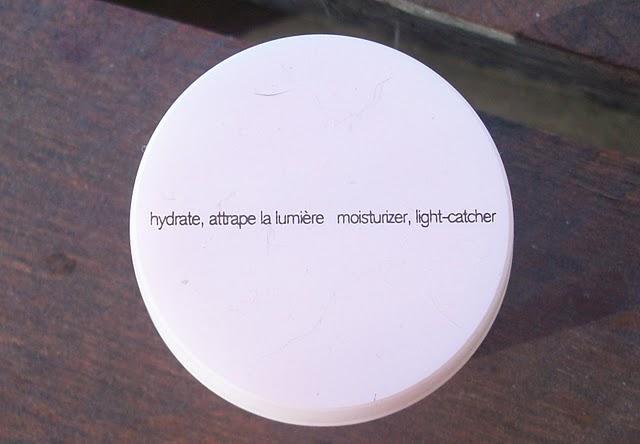 hydrate, attrape la lumière moisturizer, light-catcher